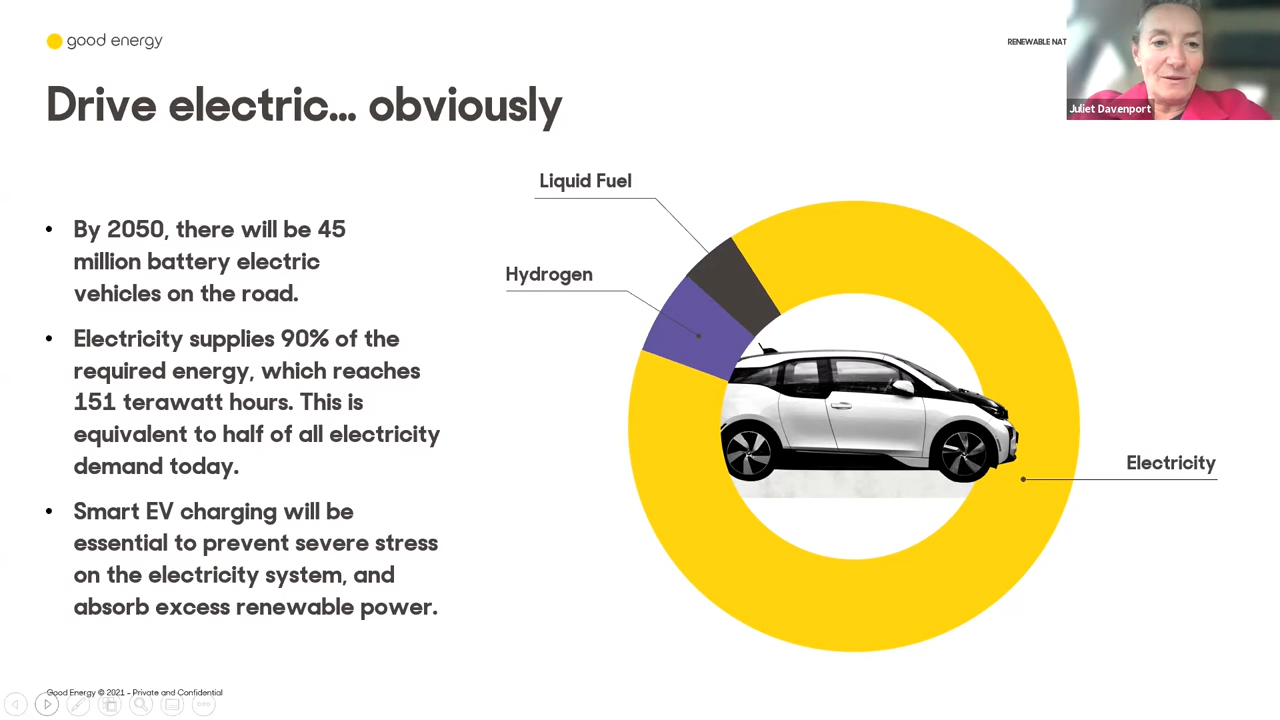 good energy
RENEWABLE NAT
Juliet Davenport
Drive electric... obviously
• By 2050, there will be 45
million battery electric
vehicles on the road.
• Electricity supplies 90% of the
required energy, which reaches
151 terawatt hours. This is
equivalent to half of all electricity
demand today.
• Smart EV charging will be
essential to prevent severe stress
on the electricity system, and
absorb excess renewable power.
Liquid Fuel
Hydrogen
Electricity
Good Energy © 2021 - Private and Confidential